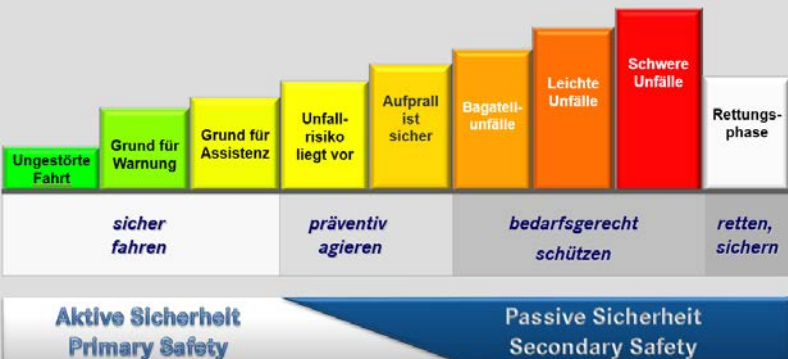 Ungestörte
Fahrt
Grund für
Warnung
Grund für
Assistenz
Unfall-
risiko
liegt vor
Aufprall
ist
sicher
Bagatell-
unfälle
Leichte
Unfälle
Schwere
Unfälle
Rettungs-
phase
sicher
fahren
präventiv
agieren
bedarfsgerecht
schützen
retten,
sichern
Aktive Sicherheit
Primary Safety
Passive Sicherheit
Secondary Safety